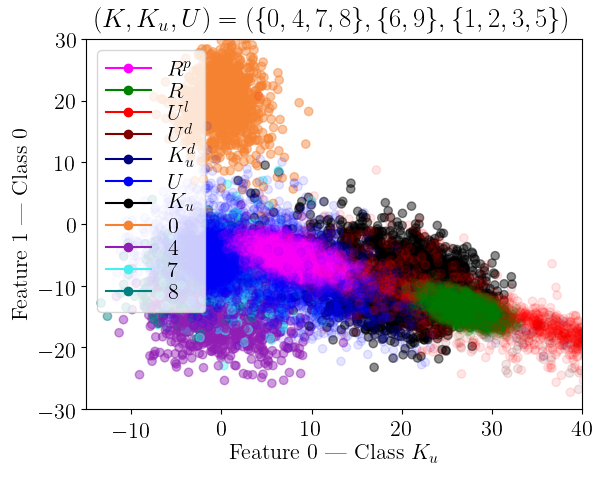 (K, K_u, U) = ({0, 4, 7, 8}, {6, 9}, {1, 2, 3, 5})
30
20
10
0
−10
−20
−30
Feature 1 — Class 0
R^p
R
U^l
U^d
K_u^d
U
K_u
0
4
7
8
−10 0 10 20 30 40
Feature 0 — Class K_u